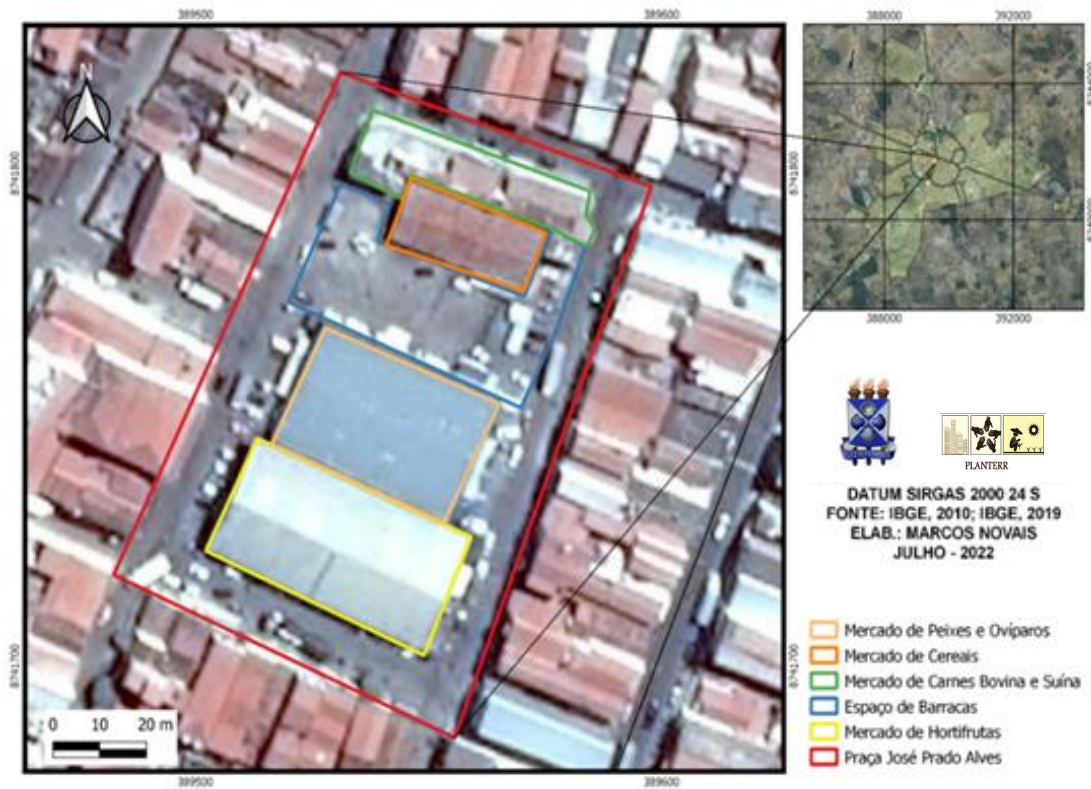 389500
389600
N
8741800
8741800
8741700
8741700
0 10 20 m
389500
389600
388000
392000
388000
392000
PLANTERR
DATUM SIRGAS 2000 24 S
FONTE: IBGE, 2010; IBGE, 2019
ELAB.: MARCOS NOVAIS
JULHO - 2022
Mercado de Peixes e Ovíparos
Mercado de Cereais
Mercado de Carnes Bovina e Suína
Espaço de Barracas
Mercado de Hortifrutas
Praça José Prado Alves